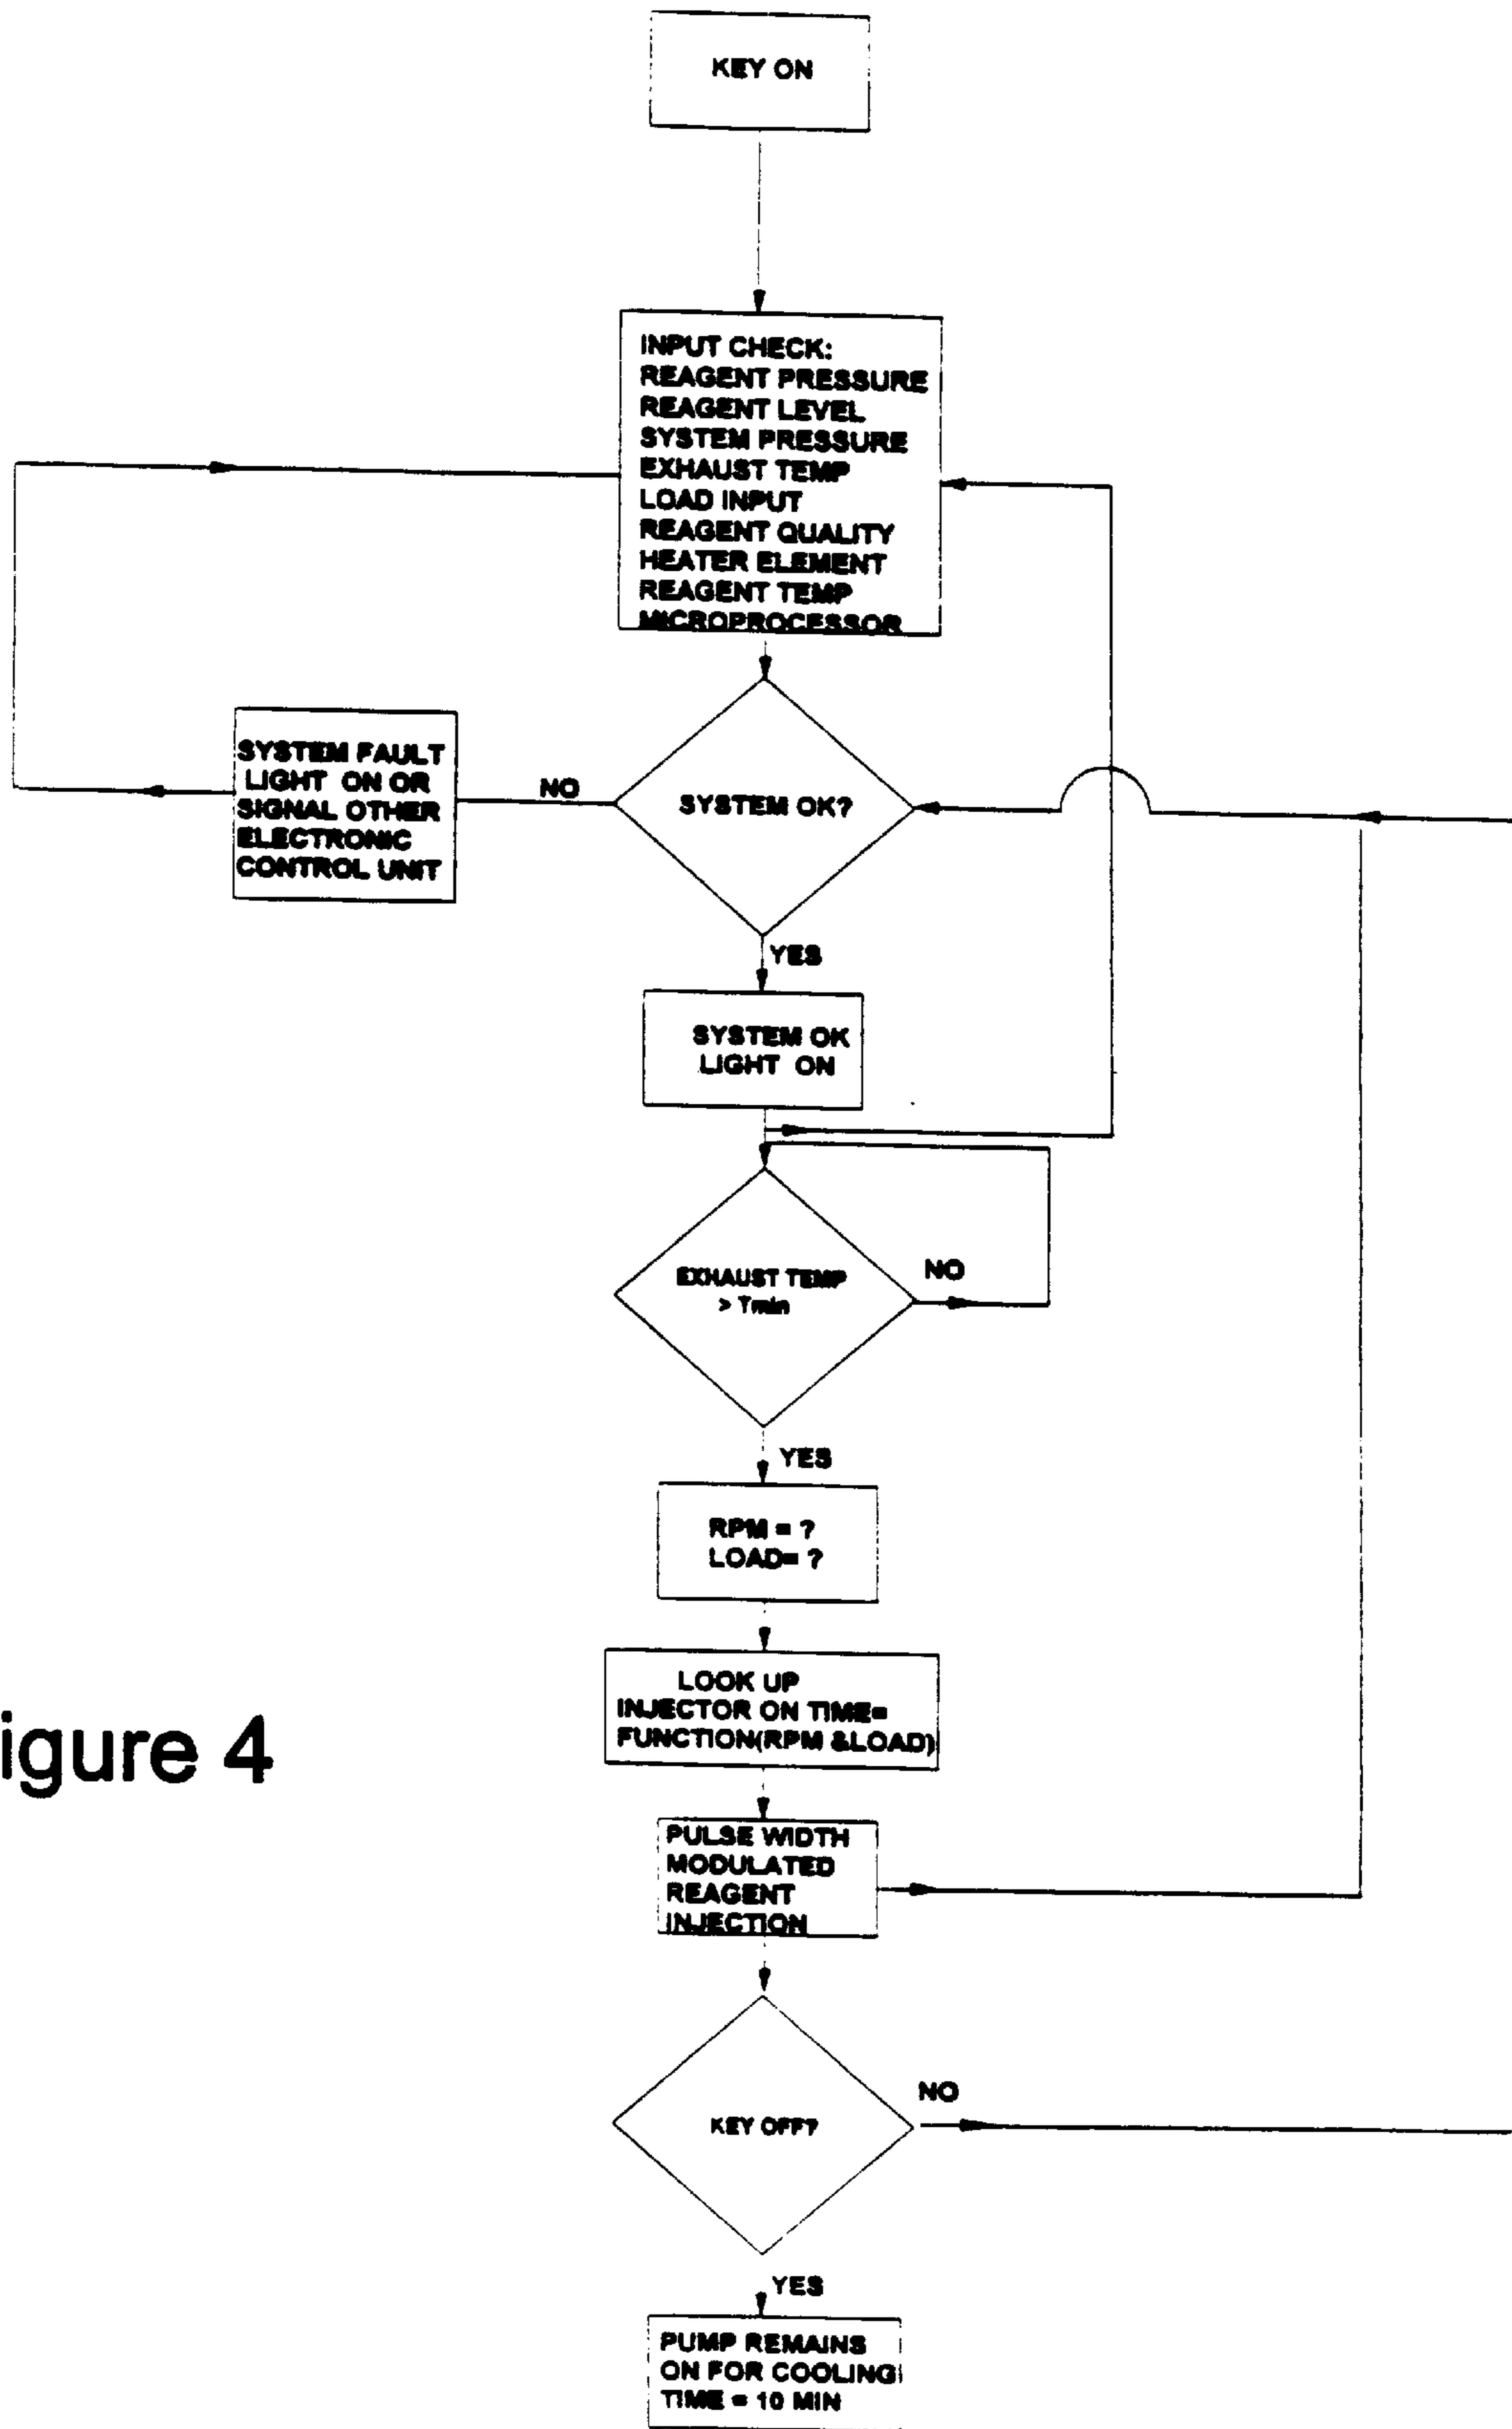 KEY ON
INPUT CHECK:
REAGENT PRESSURE
REAGENT LEVEL
SYSTEM PRESSURE
EXHAUST TEMP
LOAD INPUT
REAGENT QUALITY
HEATER ELEMENT
REAGENT TEMP
MICROPROCESSOR
SYSTEM FAULT
LIGHT ON OR
SIGNAL OTHER
ELECTRONIC
CONTROL UNIT
NO
SYSTEM OK?
YES
SYSTEM OK
LIGHT ON
EXHAUST TEMP
> Tmin
NO
YES
RPM = ?
LOAD= ?
LOOK UP
INJECTOR ON TIME=
FUNCTION(RPM &LOAD)
igure 4
PULSE WIDTH
MODULATED
REAGENT
INJECTION
KEY OFF?
NO
YES
PUMP REMAINS
ON FOR COOLING
TIME = 10 MIN